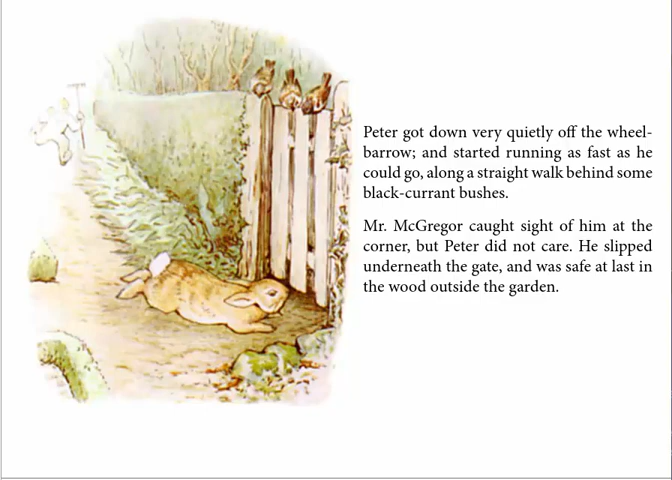 Peter got down very quietly off the wheel-
barrow; and started running as fast as he
could go, along a straight walk behind some
black-currant bushes.
Mr. McGregor caught sight of him at the
corner, but Peter did not care. He slipped
underneath the gate, and was safe at last in
the wood outside the garden.